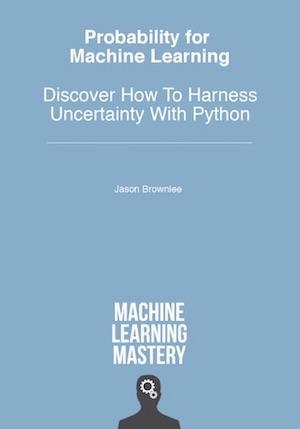 Probability for
Machine Learning
Discover How To Harness
Uncertainty With Python
Jason Brownlee
MACHINE
LEARNING
MASTERY